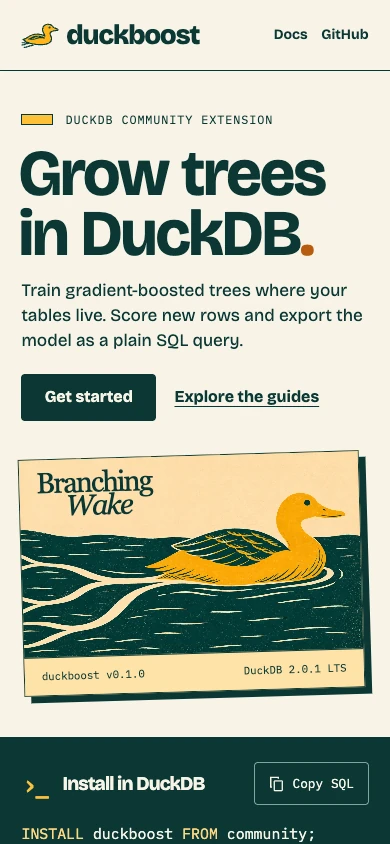 duckboost
Docs GitHub
DUCKDB COMMUNITY EXTENSION
Grow trees
in DuckDB.
Train gradient-boosted trees where your
tables live. Score new rows and export the
model as a plain SQL query.
Get started Explore the guides
Branching
Wake
duckboost v0.1.0 DuckDB 2.0.1 LTS
›_ Install in DuckDB Copy SQL
INSTALL duckboost FROM community;